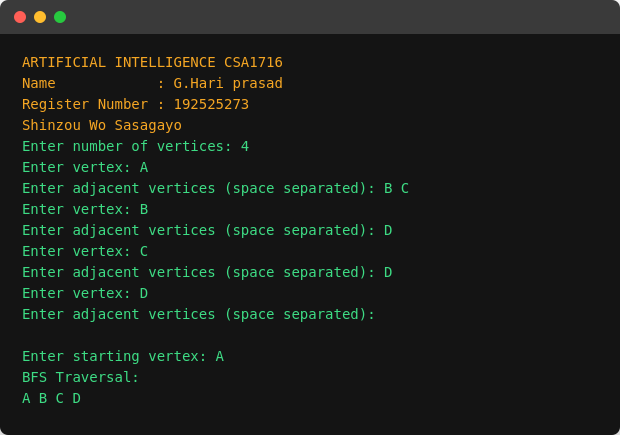 ARTIFICIAL INTELLIGENCE CSA1716
Name            : G.Hari prasad
Register Number : 192525273
Shinzou Wo Sasagayo
Enter number of vertices: 4
Enter vertex: A
Enter adjacent vertices (space separated): B C
Enter vertex: B
Enter adjacent vertices (space separated): D
Enter vertex: C
Enter adjacent vertices (space separated): D
Enter vertex: D
Enter adjacent vertices (space separated):
Enter starting vertex: A
BFS Traversal:
A B C D